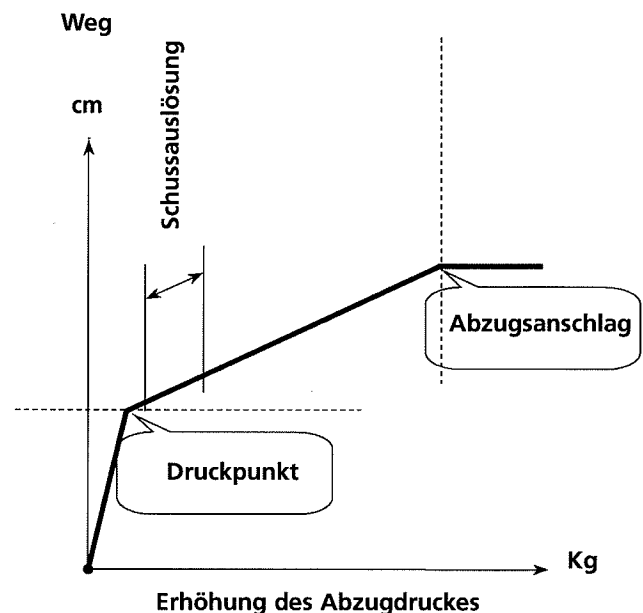 Weg
cm
Schussauslösung
Abzugsanschlag
Druckpunkt
Kg
Erhöhung des Abzugdruckes